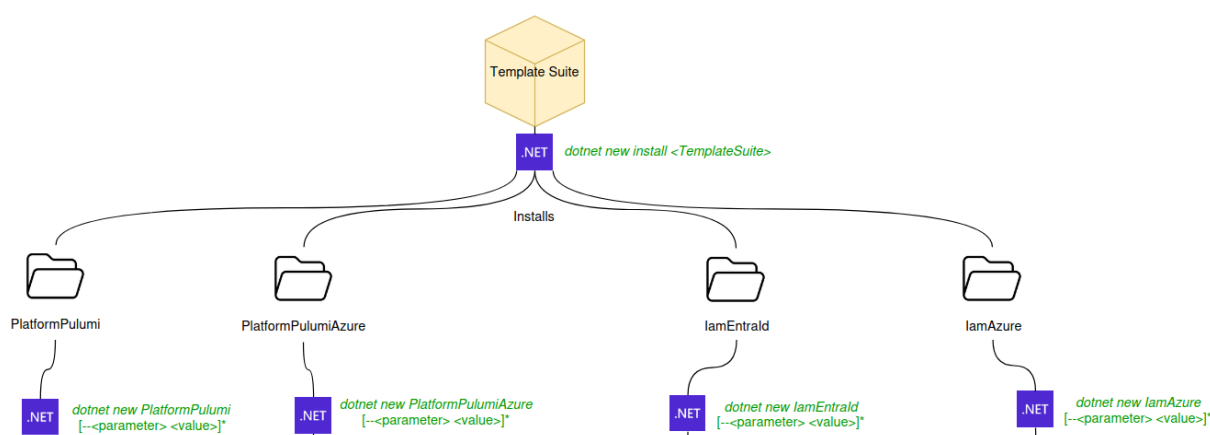 Template Suite
.NET
dotnet new install <TemplateSuite>
Installs
PlatformPulumi
PlatformPulumiAzure
IamEntraId
IamAzure
.NET
dotnet new PlatformPulumi
[--<parameter> <value>]*
.NET
dotnet new PlatformPulumiAzure
[--<parameter> <value>]*
.NET
dotnet new IamEntraId
[--<parameter> <value>]*
.NET
dotnet new IamAzure
[--<parameter> <value>]*